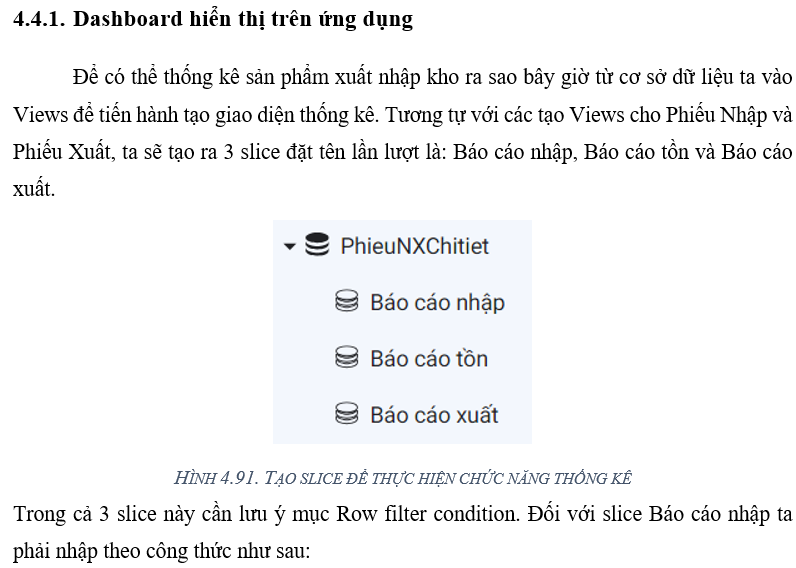 4.4.1. Dashboard hiển thị trên ứng dụng
Để có thể thống kê sản phẩm xuất nhập kho ra sao bây giờ từ cơ sở dữ liệu ta vào
Views để tiến hành tạo giao diện thống kê. Tương tự với các tạo Views cho Phiếu Nhập và
Phiếu Xuất, ta sẽ tạo ra 3 slice đặt tên lần lượt là: Báo cáo nhập, Báo cáo tồn và Báo cáo
xuất.
PhieuNXChitiet
Báo cáo nhập
Báo cáo tồn
Báo cáo xuất
HÌNH 4.91. TẠO SLICE ĐỂ THỰC HIỆN CHỨC NĂNG THỐNG KÊ
Trong cả 3 slice này cần lưu ý mục Row filter condition. Đối với slice Báo cáo nhập ta
phải nhập theo công thức như sau: